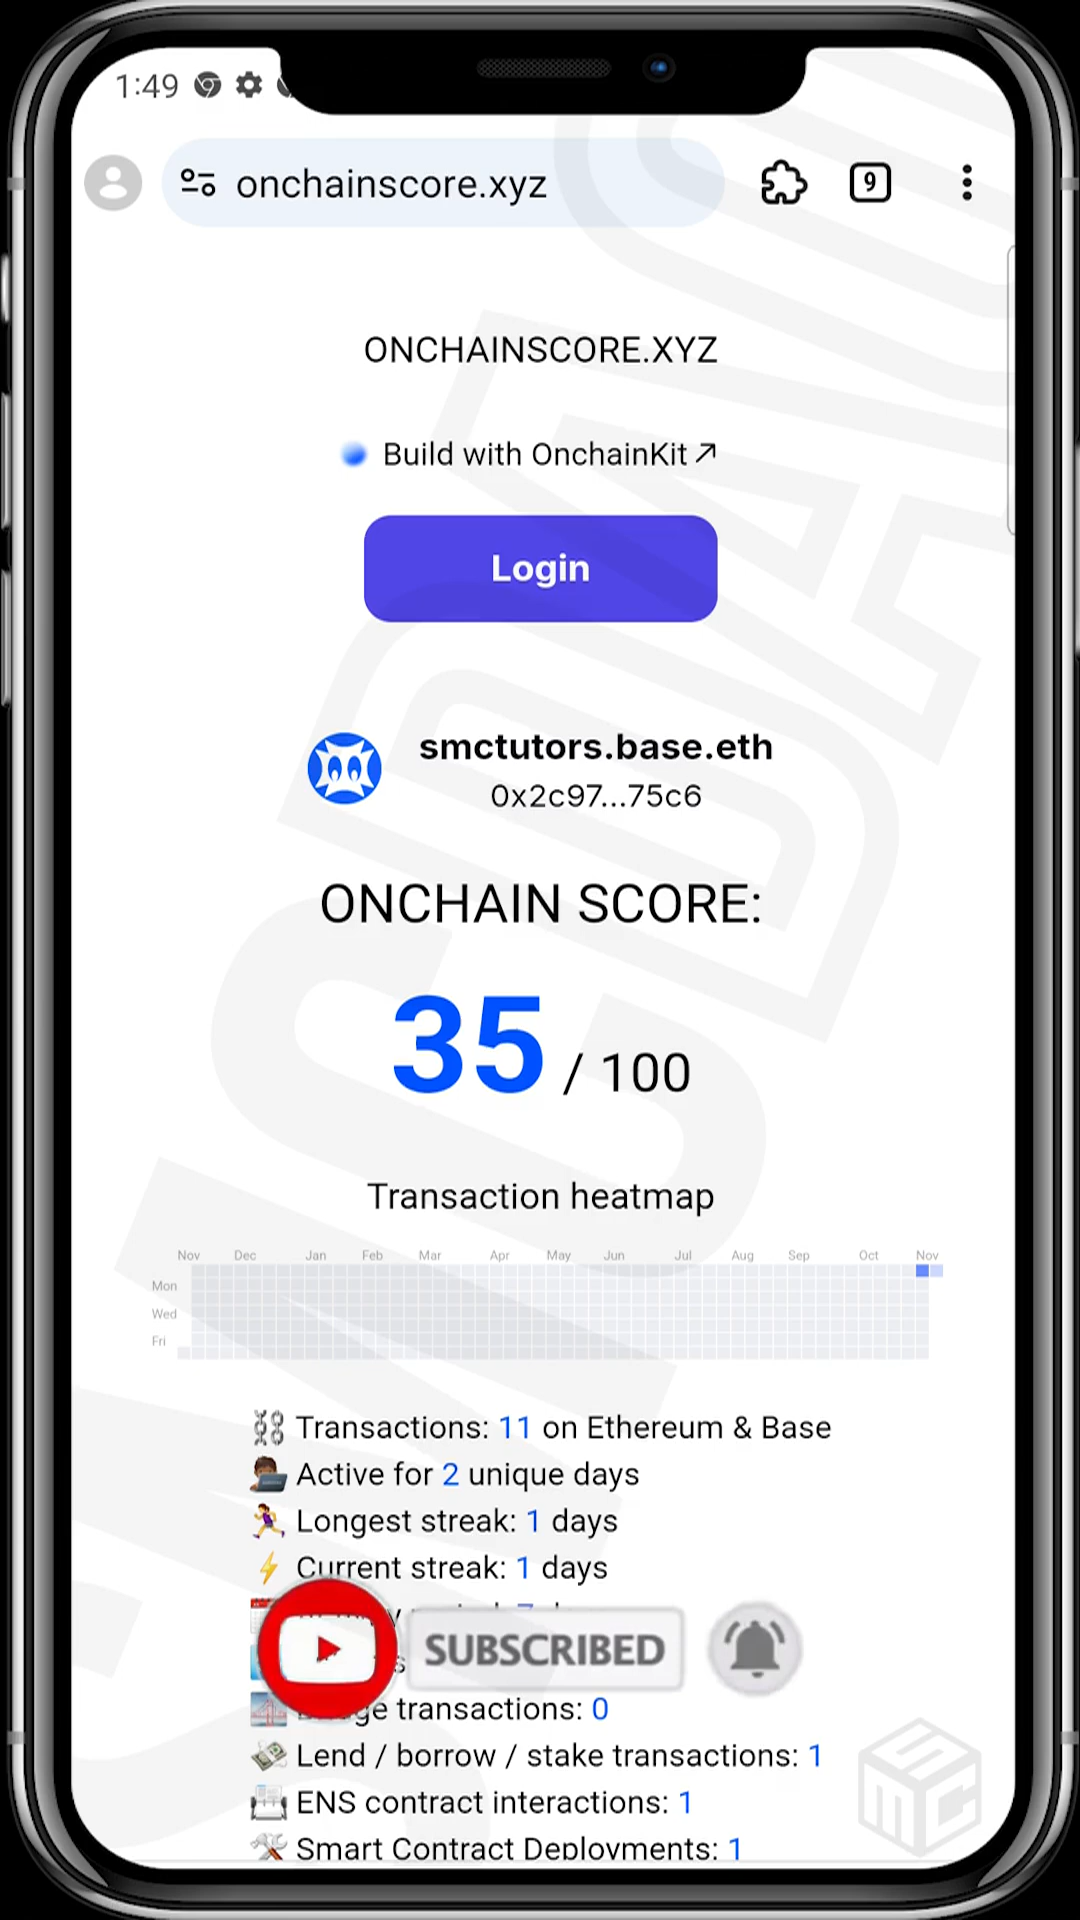 1:49
onchainscore.xyz
9
ONCHAINSCORE.XYZ
Build with OnchainKit ↗
Login
smctutors.base.eth
0x2c97...75c6
ONCHAIN SCORE:
35 / 100
Transaction heatmap
Nov Dec Jan Feb Mar Apr May Jun Jul Aug Sep Oct Nov
Mon
Wed
Fri
Transactions: 11 on Ethereum & Base
Active for 2 unique days
Longest streak: 1 days
Current streak: 1 days
SUBSCRIBED
transactions: 0
Lend / borrow / stake transactions: 1
ENS contract interactions: 1
Smart Contract Deployments: 1
SMC
SMCDAO